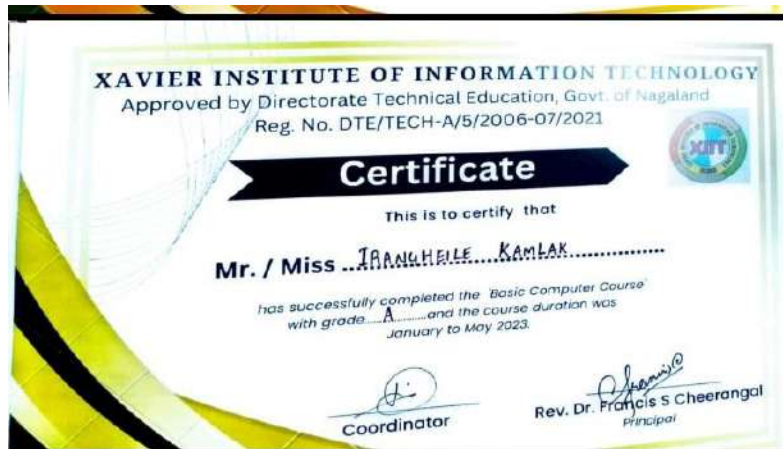 XAVIER INSTITUTE OF INFORMATION TECHNOLOGY
Approved by Directorate Technical Education, Govt. of Nagaland
Reg. No. DTE/TECH-A/5/2006-07/2021
XIIT
Certificate
This is to certify that
Mr. / Miss ..IRANGHEILE KAMLAK................
has successfully completed the 'Basic Computer Course'
with grade.....A..........and the course duration was
January to May 2023.
Coordinator
Rev. Dr. Francis S Cheerangal
Principal